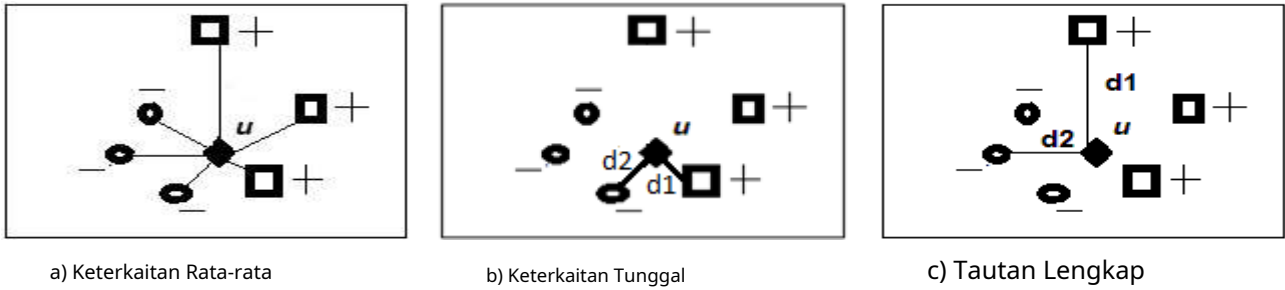 + + + — — — u
+ + + — — — u d2 d1
+ + + — — — d1 d2 u
a) Keterkaitan Rata-rata
b) Keterkaitan Tunggal
c) Tautan Lengkap